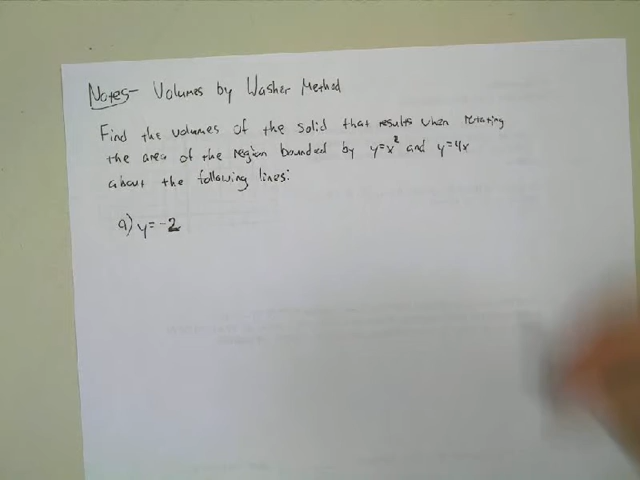 Notes- Volumes by Washer Method
Find the volumes of the solid that results when rotating
the area of the region bounded by y=x² and y=4x
about the following lines:
a) y=-2